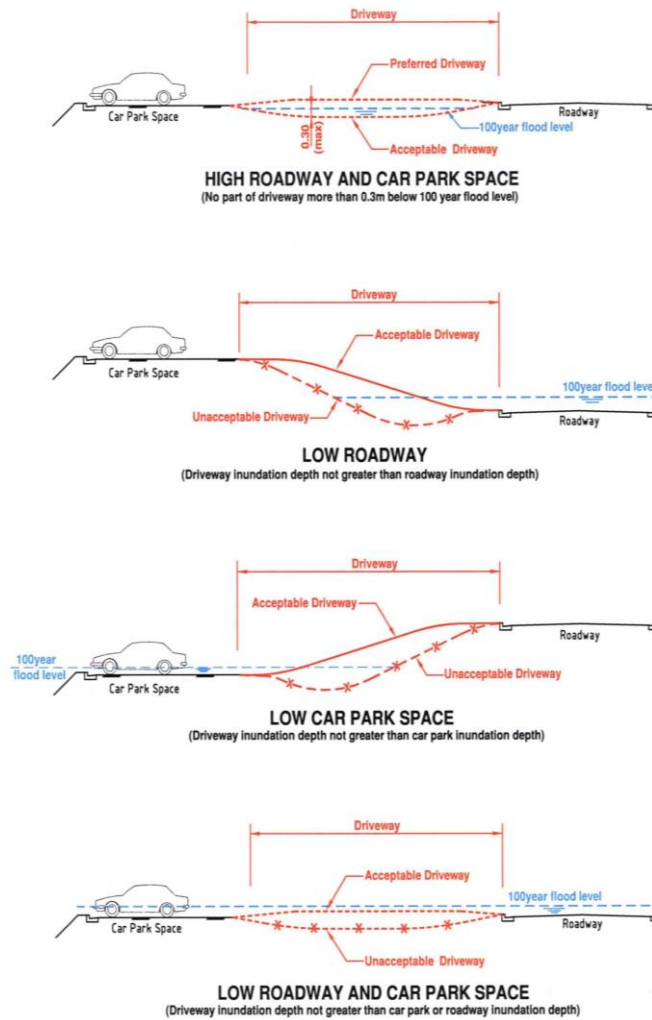 Driveway
Preferred Driveway
Car Park Space
Roadway
0.30
(max)
100year flood level
Acceptable Driveway
HIGH ROADWAY AND CAR PARK SPACE
(No part of driveway more than 0.3m below 100 year flood level)
Driveway
Acceptable Driveway
Car Park Space
100year flood level
Unacceptable Driveway
Roadway
LOW ROADWAY
(Driveway inundation depth not greater than roadway inundation depth)
Driveway
Acceptable Driveway
Roadway
100year
flood level
Car Park Space
Unacceptable Driveway
LOW CAR PARK SPACE
(Driveway inundation depth not greater than car park inundation depth)
Driveway
Acceptable Driveway
100year flood level
Car Park Space
Roadway
Unacceptable Driveway
LOW ROADWAY AND CAR PARK SPACE
(Driveway inundation depth not greater than car park or roadway inundation depth)